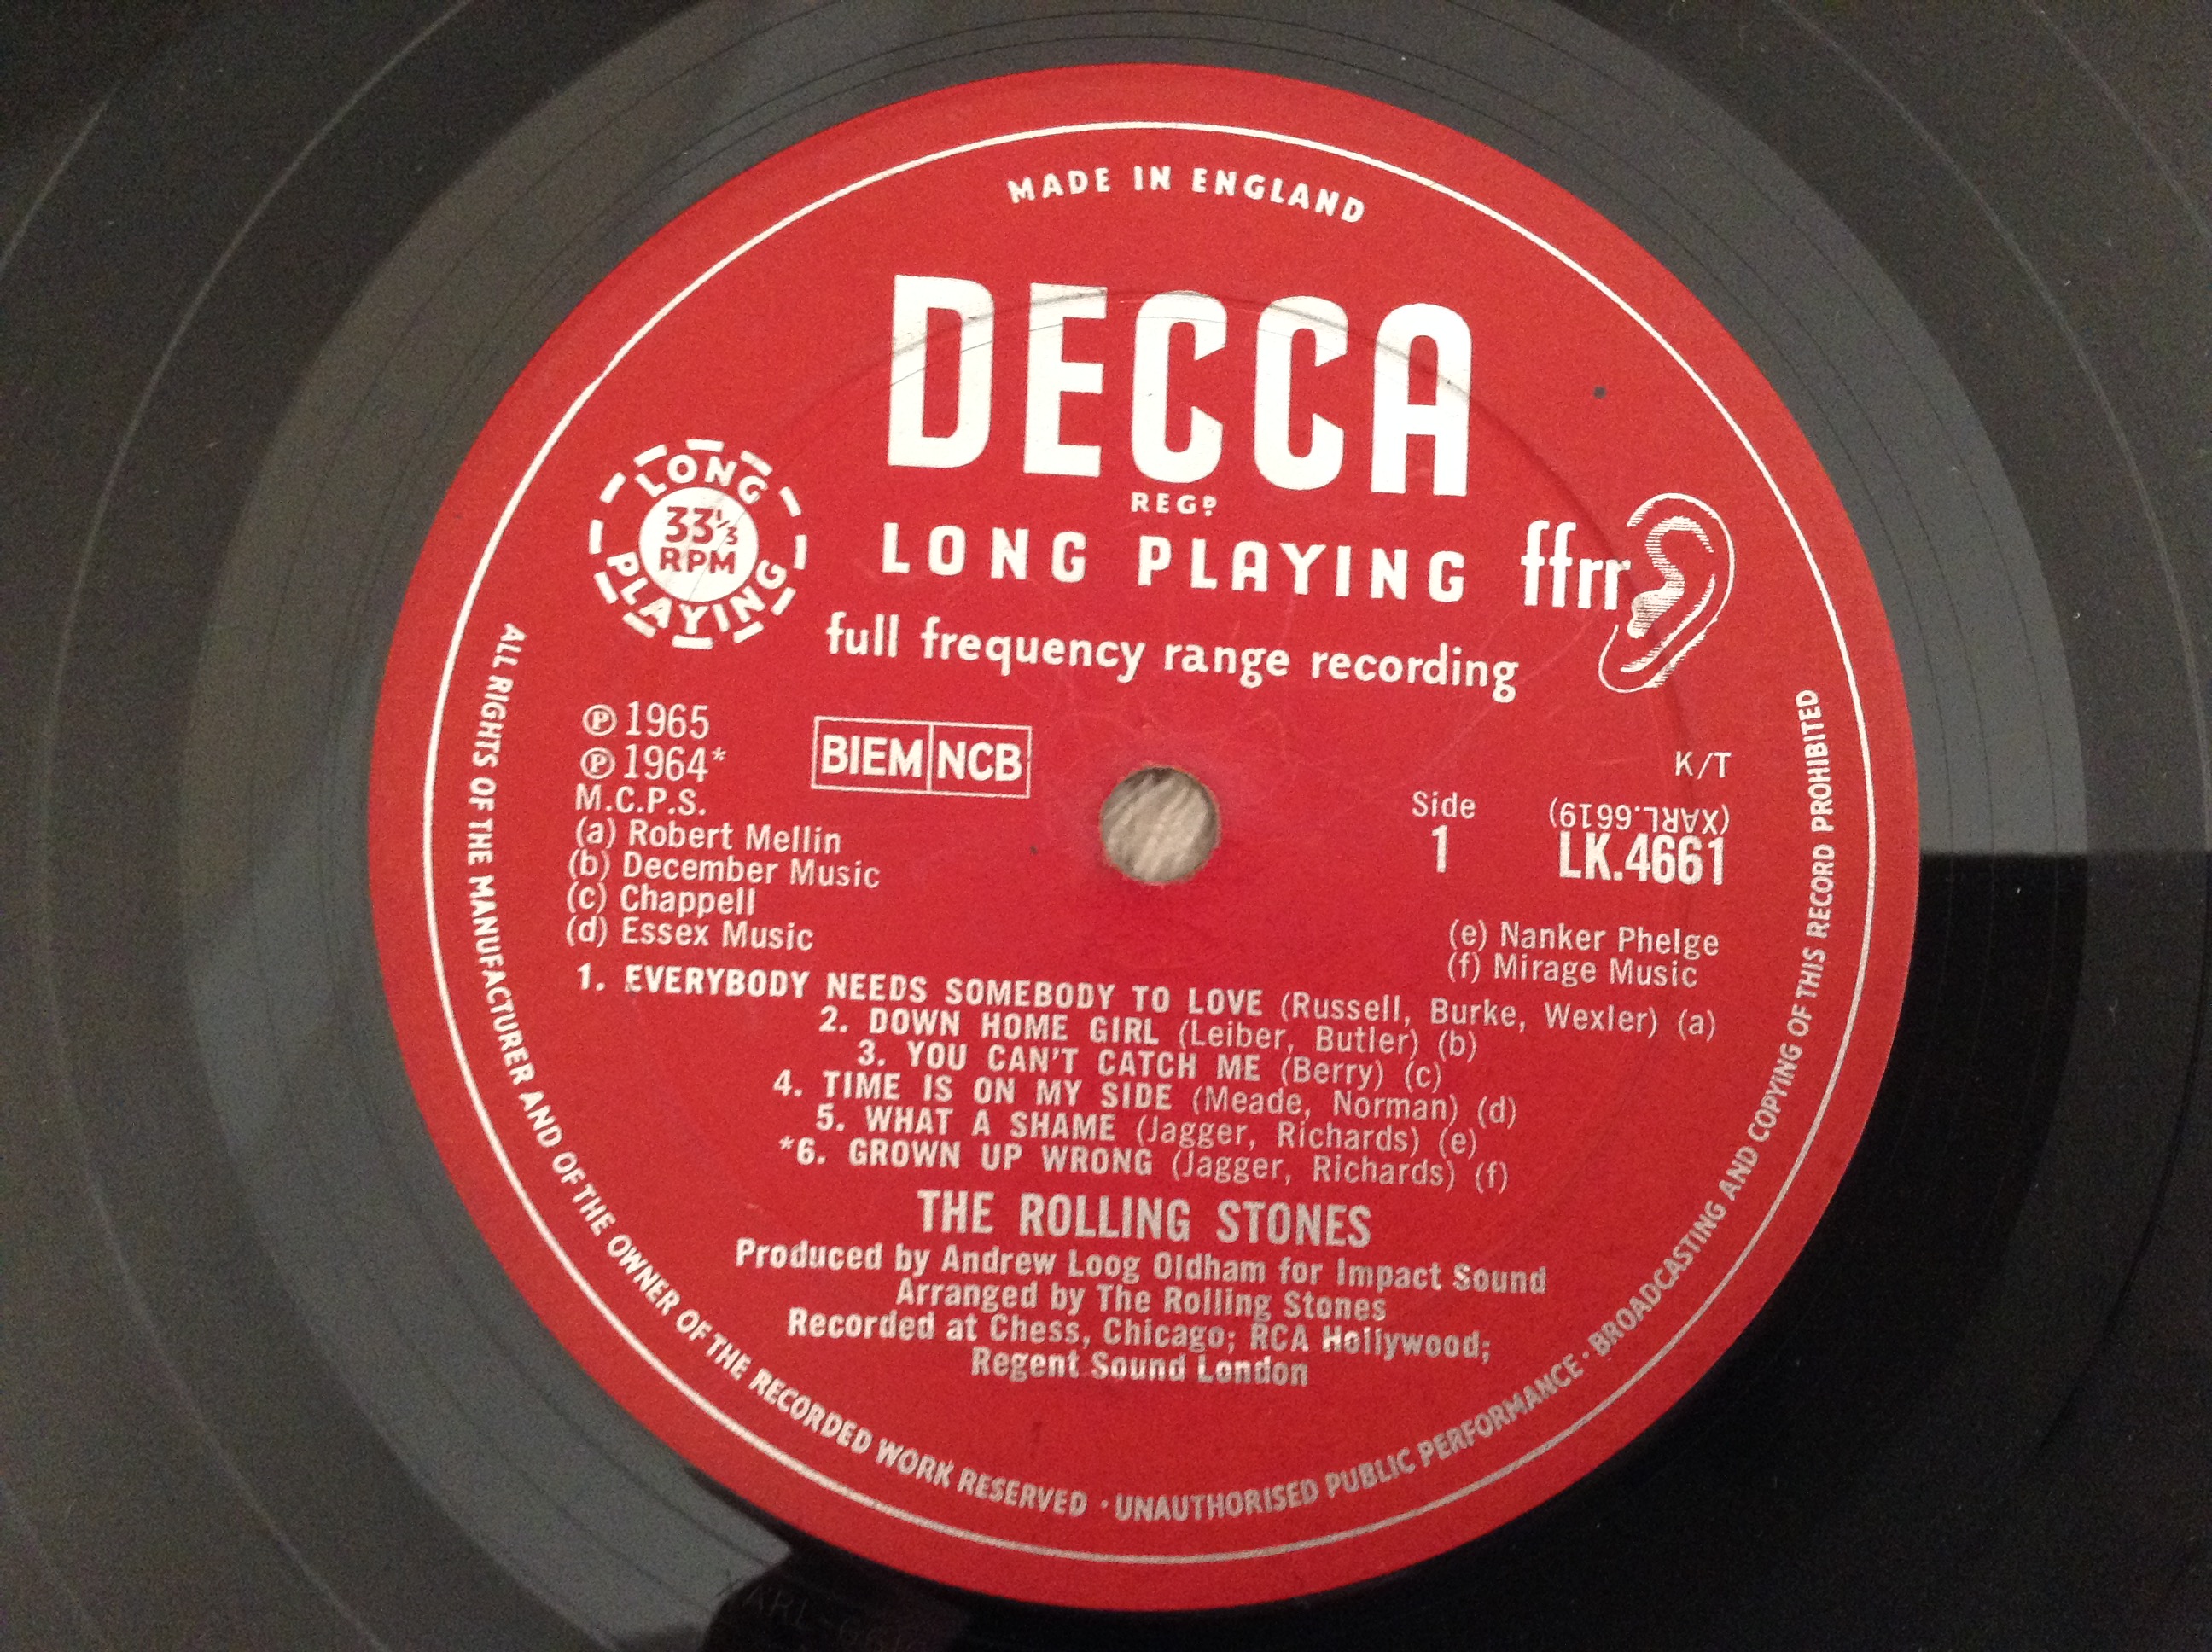 MADE IN ENGLAND
DECCA
REGD
LONG PLAYING
ffrr
full frequency range recording
LONG
33 1/3
RPM
PLAYING
℗ 1965
℗ 1964*
M.C.P.S.
BIEM NCB
(a) Robert Mellin
(b) December Music
(c) Chappell
(d) Essex Music
K/T
Side
1
(XARL.6619)
LK.4661
(e) Nanker Phelge
(f) Mirage Music
1. EVERYBODY NEEDS SOMEBODY TO LOVE (Russell, Burke, Wexler) (a)
2. DOWN HOME GIRL (Leiber, Butler) (b)
3. YOU CAN'T CATCH ME (Berry) (c)
4. TIME IS ON MY SIDE (Meade, Norman) (d)
5. WHAT A SHAME (Jagger, Richards) (e)
*6. GROWN UP WRONG (Jagger, Richards) (f)
THE ROLLING STONES
Produced by Andrew Loog Oldham for Impact Sound
Arranged by The Rolling Stones
Recorded at Chess, Chicago; RCA Hollywood;
Regent Sound London
ALL RIGHTS OF THE MANUFACTURER AND OF THE OWNER OF THE RECORDED WORK RESERVED · UNAUTHORISED PUBLIC PERFORMANCE · BROADCASTING AND COPYING OF THIS RECORD PROHIBITED